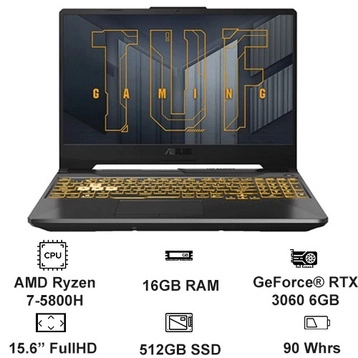 TUF
GAMING
ASUS
CPU
AMD Ryzen
7-5800H
16GB RAM
GeForce® RTX
3060 6GB
15.6” FullHD
512GB SSD
90 Whrs